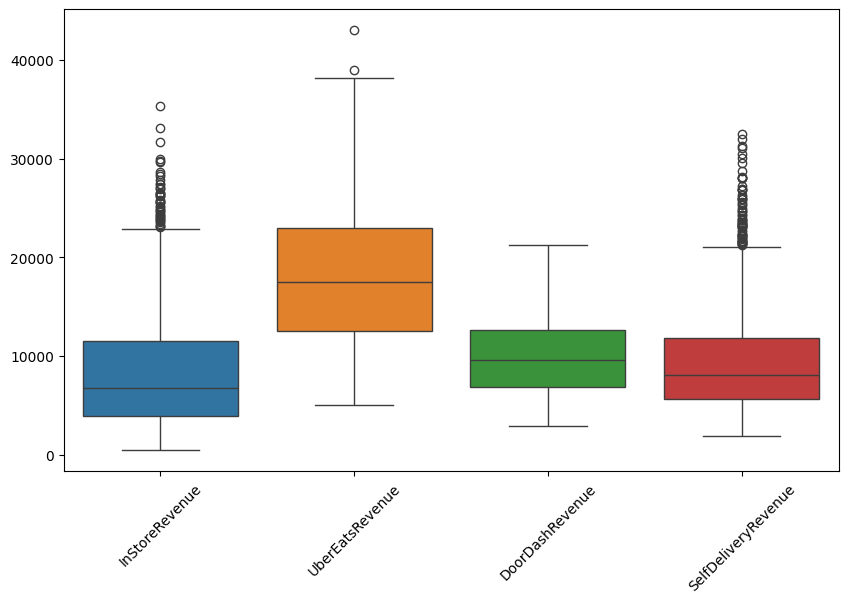 40000
30000
20000
10000
0
InStoreRevenue
UberEatsRevenue
DoorDashRevenue
SelfDeliveryRevenue